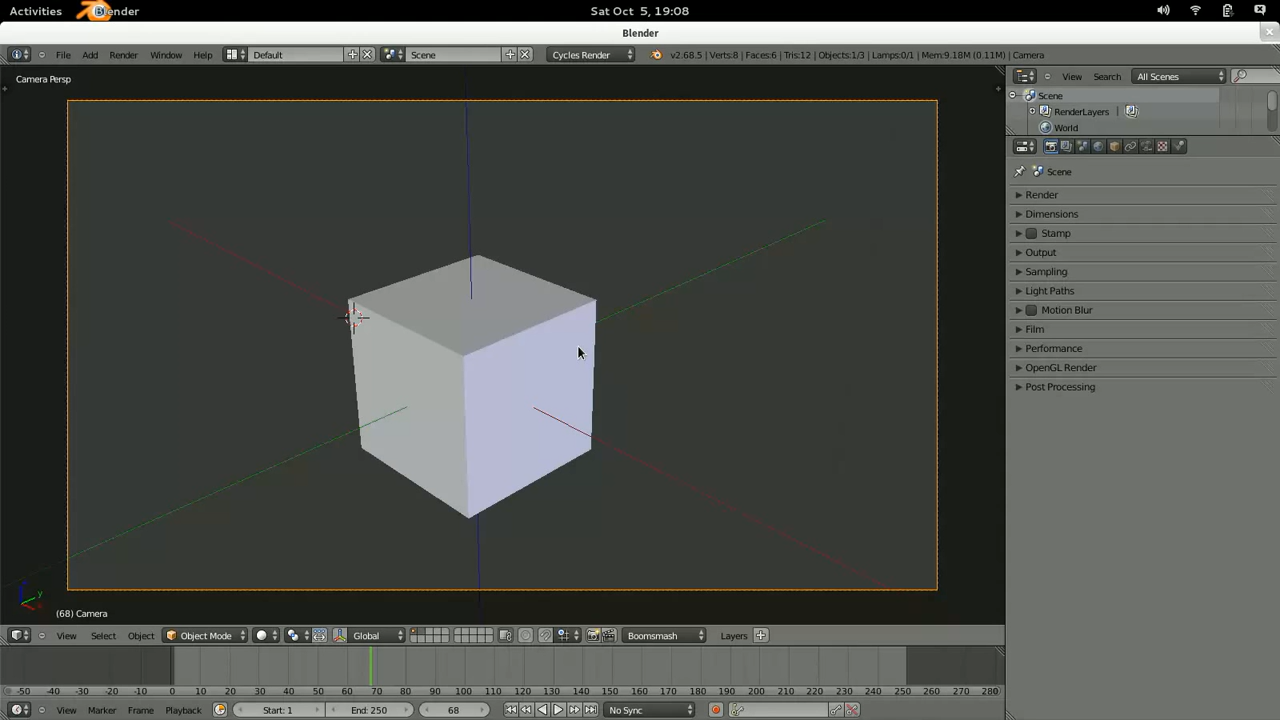 Activities Blender Sat Oct 5, 19:08
Blender
File Add Render Window Help Default Scene Cycles Render v2.68.5 | Verts:8 | Faces:6 | Tris:12 | Objects:1/3 | Lamps:0/1 | Mem:9.18M (0.11M) | Camera
View Search All Scenes
Camera Persp
Scene
RenderLayers |
World
Scene
Render
Dimensions
Stamp
Output
Sampling
Light Paths
Motion Blur
Film
Performance
OpenGL Render
Post Processing
z
y
x
(68) Camera
View Select Object Object Mode Global Boomsmash Layers
-50 -40 -30 -20 -10 0 10 20 30 40 50 60 70 80 90 100 110 120 130 140 150 160 170 180 190 200 210 220 230 240 250 260 270 280
View Marker Frame Playback Start: 1 End: 250 68 No Sync